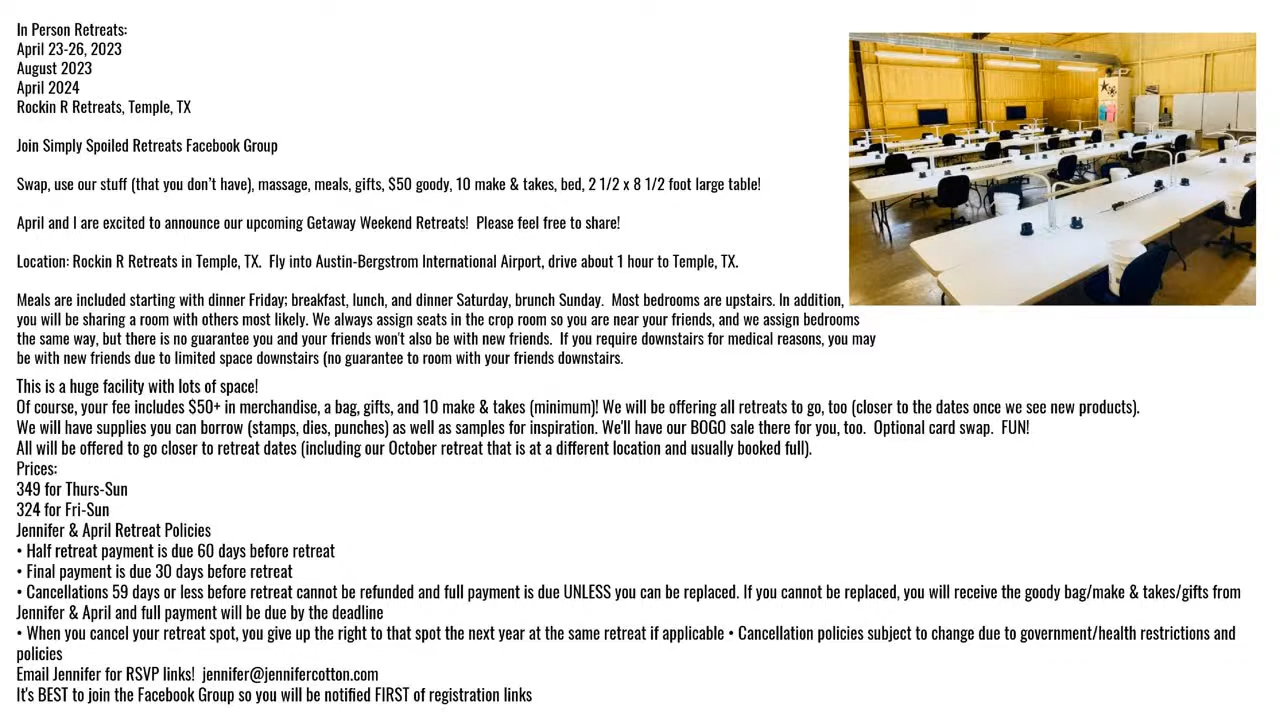 In Person Retreats:
April 23-26, 2023
August 2023
April 2024
Rockin R Retreats, Temple, TX
Join Simply Spoiled Retreats Facebook Group
Swap, use our stuff (that you don't have), massage, meals, gifts, $50 goody, 10 make & takes, bed, 2 1/2 x 8 1/2 foot large table!
April and I are excited to announce our upcoming Getaway Weekend Retreats!  Please feel free to share!
Location: Rockin R Retreats in Temple, TX.  Fly into Austin-Bergstrom International Airport, drive about 1 hour to Temple, TX.
Meals are included starting with dinner Friday; breakfast, lunch, and dinner Saturday, brunch Sunday.  Most bedrooms are upstairs. In addition,
you will be sharing a room with others most likely. We always assign seats in the crop room so you are near your friends, and we assign bedrooms
the same way, but there is no guarantee you and your friends won't also be with new friends.  If you require downstairs for medical reasons, you may
be with new friends due to limited space downstairs (no guarantee to room with your friends downstairs.
This is a huge facility with lots of space!
Of course, your fee includes $50+ in merchandise, a bag, gifts, and 10 make & takes (minimum)! We will be offering all retreats to go, too (closer to the dates once we see new products).
We will have supplies you can borrow (stamps, dies, punches) as well as samples for inspiration. We'll have our BOGO sale there for you, too.  Optional card swap.  FUN!
All will be offered to go closer to retreat dates (including our October retreat that is at a different location and usually booked full).
Prices:
349 for Thurs-Sun
324 for Fri-Sun
Jennifer & April Retreat Policies
• Half retreat payment is due 60 days before retreat
• Final payment is due 30 days before retreat
• Cancellations 59 days or less before retreat cannot be refunded and full payment is due UNLESS you can be replaced. If you cannot be replaced, you will receive the goody bag/make & takes/gifts from
Jennifer & April and full payment will be due by the deadline
• When you cancel your retreat spot, you give up the right to that spot the next year at the same retreat if applicable • Cancellation policies subject to change due to government/health restrictions and
policies
Email Jennifer for RSVP links!  jennifer@jennifercotton.com
It's BEST to join the Facebook Group so you will be notified FIRST of registration links